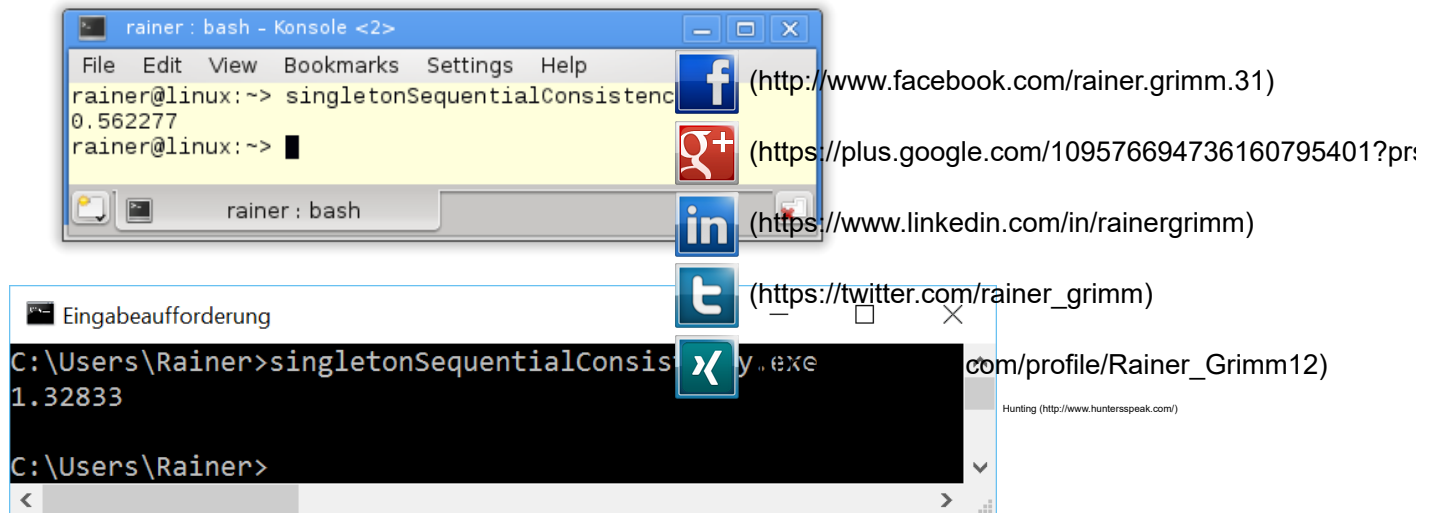 rainer : bash – Konsole <2>
File Edit View Bookmarks Settings Help
rainer@linux:~> singletonSequentialConsistenc
0.562277
rainer@linux:~>
rainer : bash
f (http://www.facebook.com/rainer.grimm.31)
g+ (https://plus.google.com/109576694736160795401?prs
in (https://www.linkedin.com/in/rainergrimm)
t (https://twitter.com/rainer_grimm)
com/profile/Rainer_Grimm12)
Hunting (http://www.huntersspeak.com/)
Eingabeaufforderung
C:\Users\Rainer>singletonSequentialConsis y.exe
1.32833
C:\Users\Rainer>